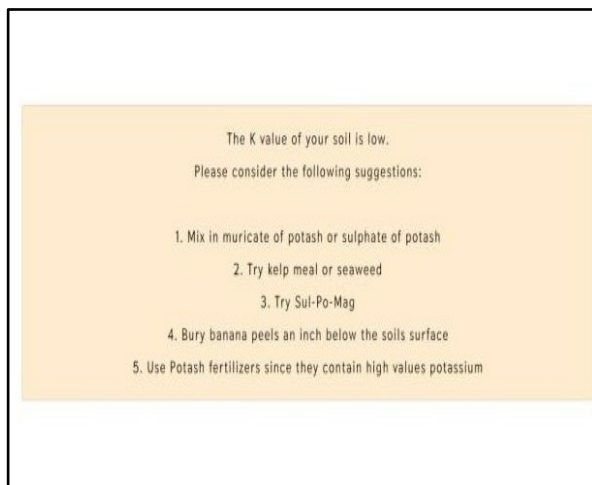 The K value of your soil is low.
Please consider the following suggestions:
1. Mix in muricate of potash or sulphate of potash
2. Try kelp meal or seaweed
3. Try Sul-Po-Mag
4. Bury banana peels an inch below the soils surface
5. Use Potash fertilizers since they contain high values potassium